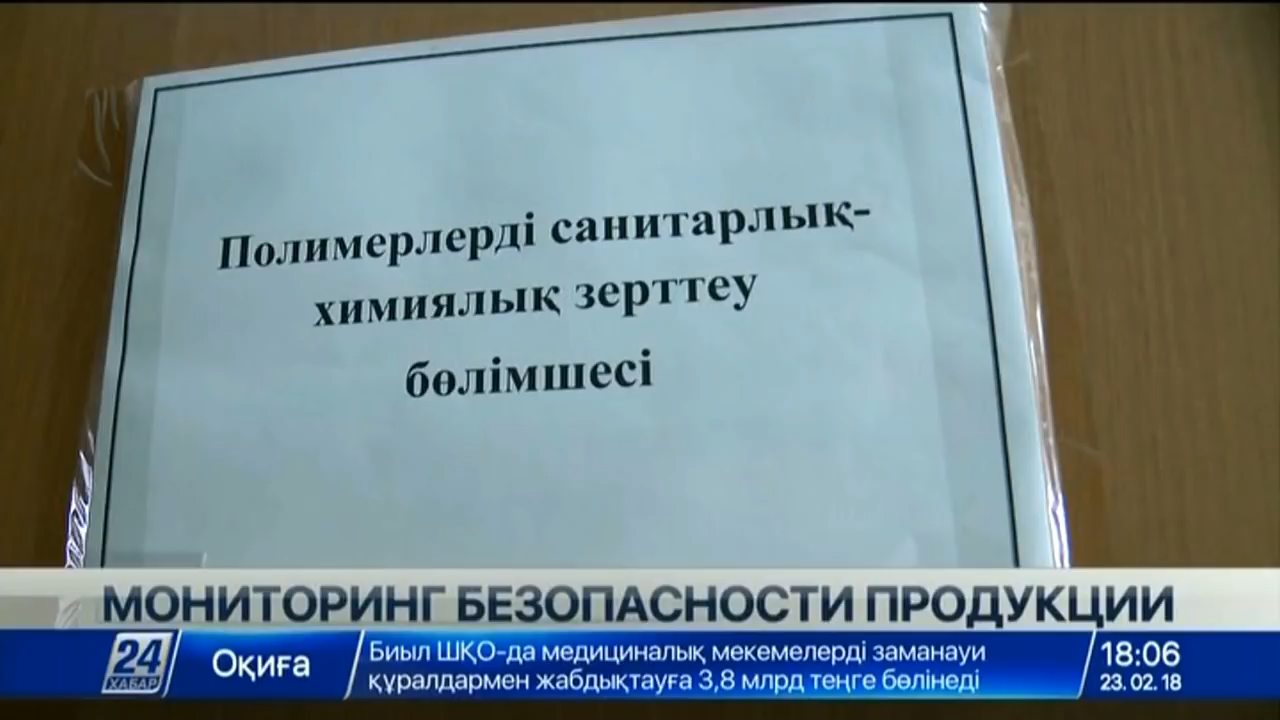 Полимерлерді санитарлық-
химиялық зерттеу
бөлімшесі
МОНИТОРИНГ БЕЗОПАСНОСТИ ПРОДУКЦИИ
24
ХАБАР
Оқиға
Биыл ШҚО-да медициналық мекемелерді заманауи
құралдармен жабдықтауға 3,8 млрд теңге бөлінеді
18:06
23. 02. 18